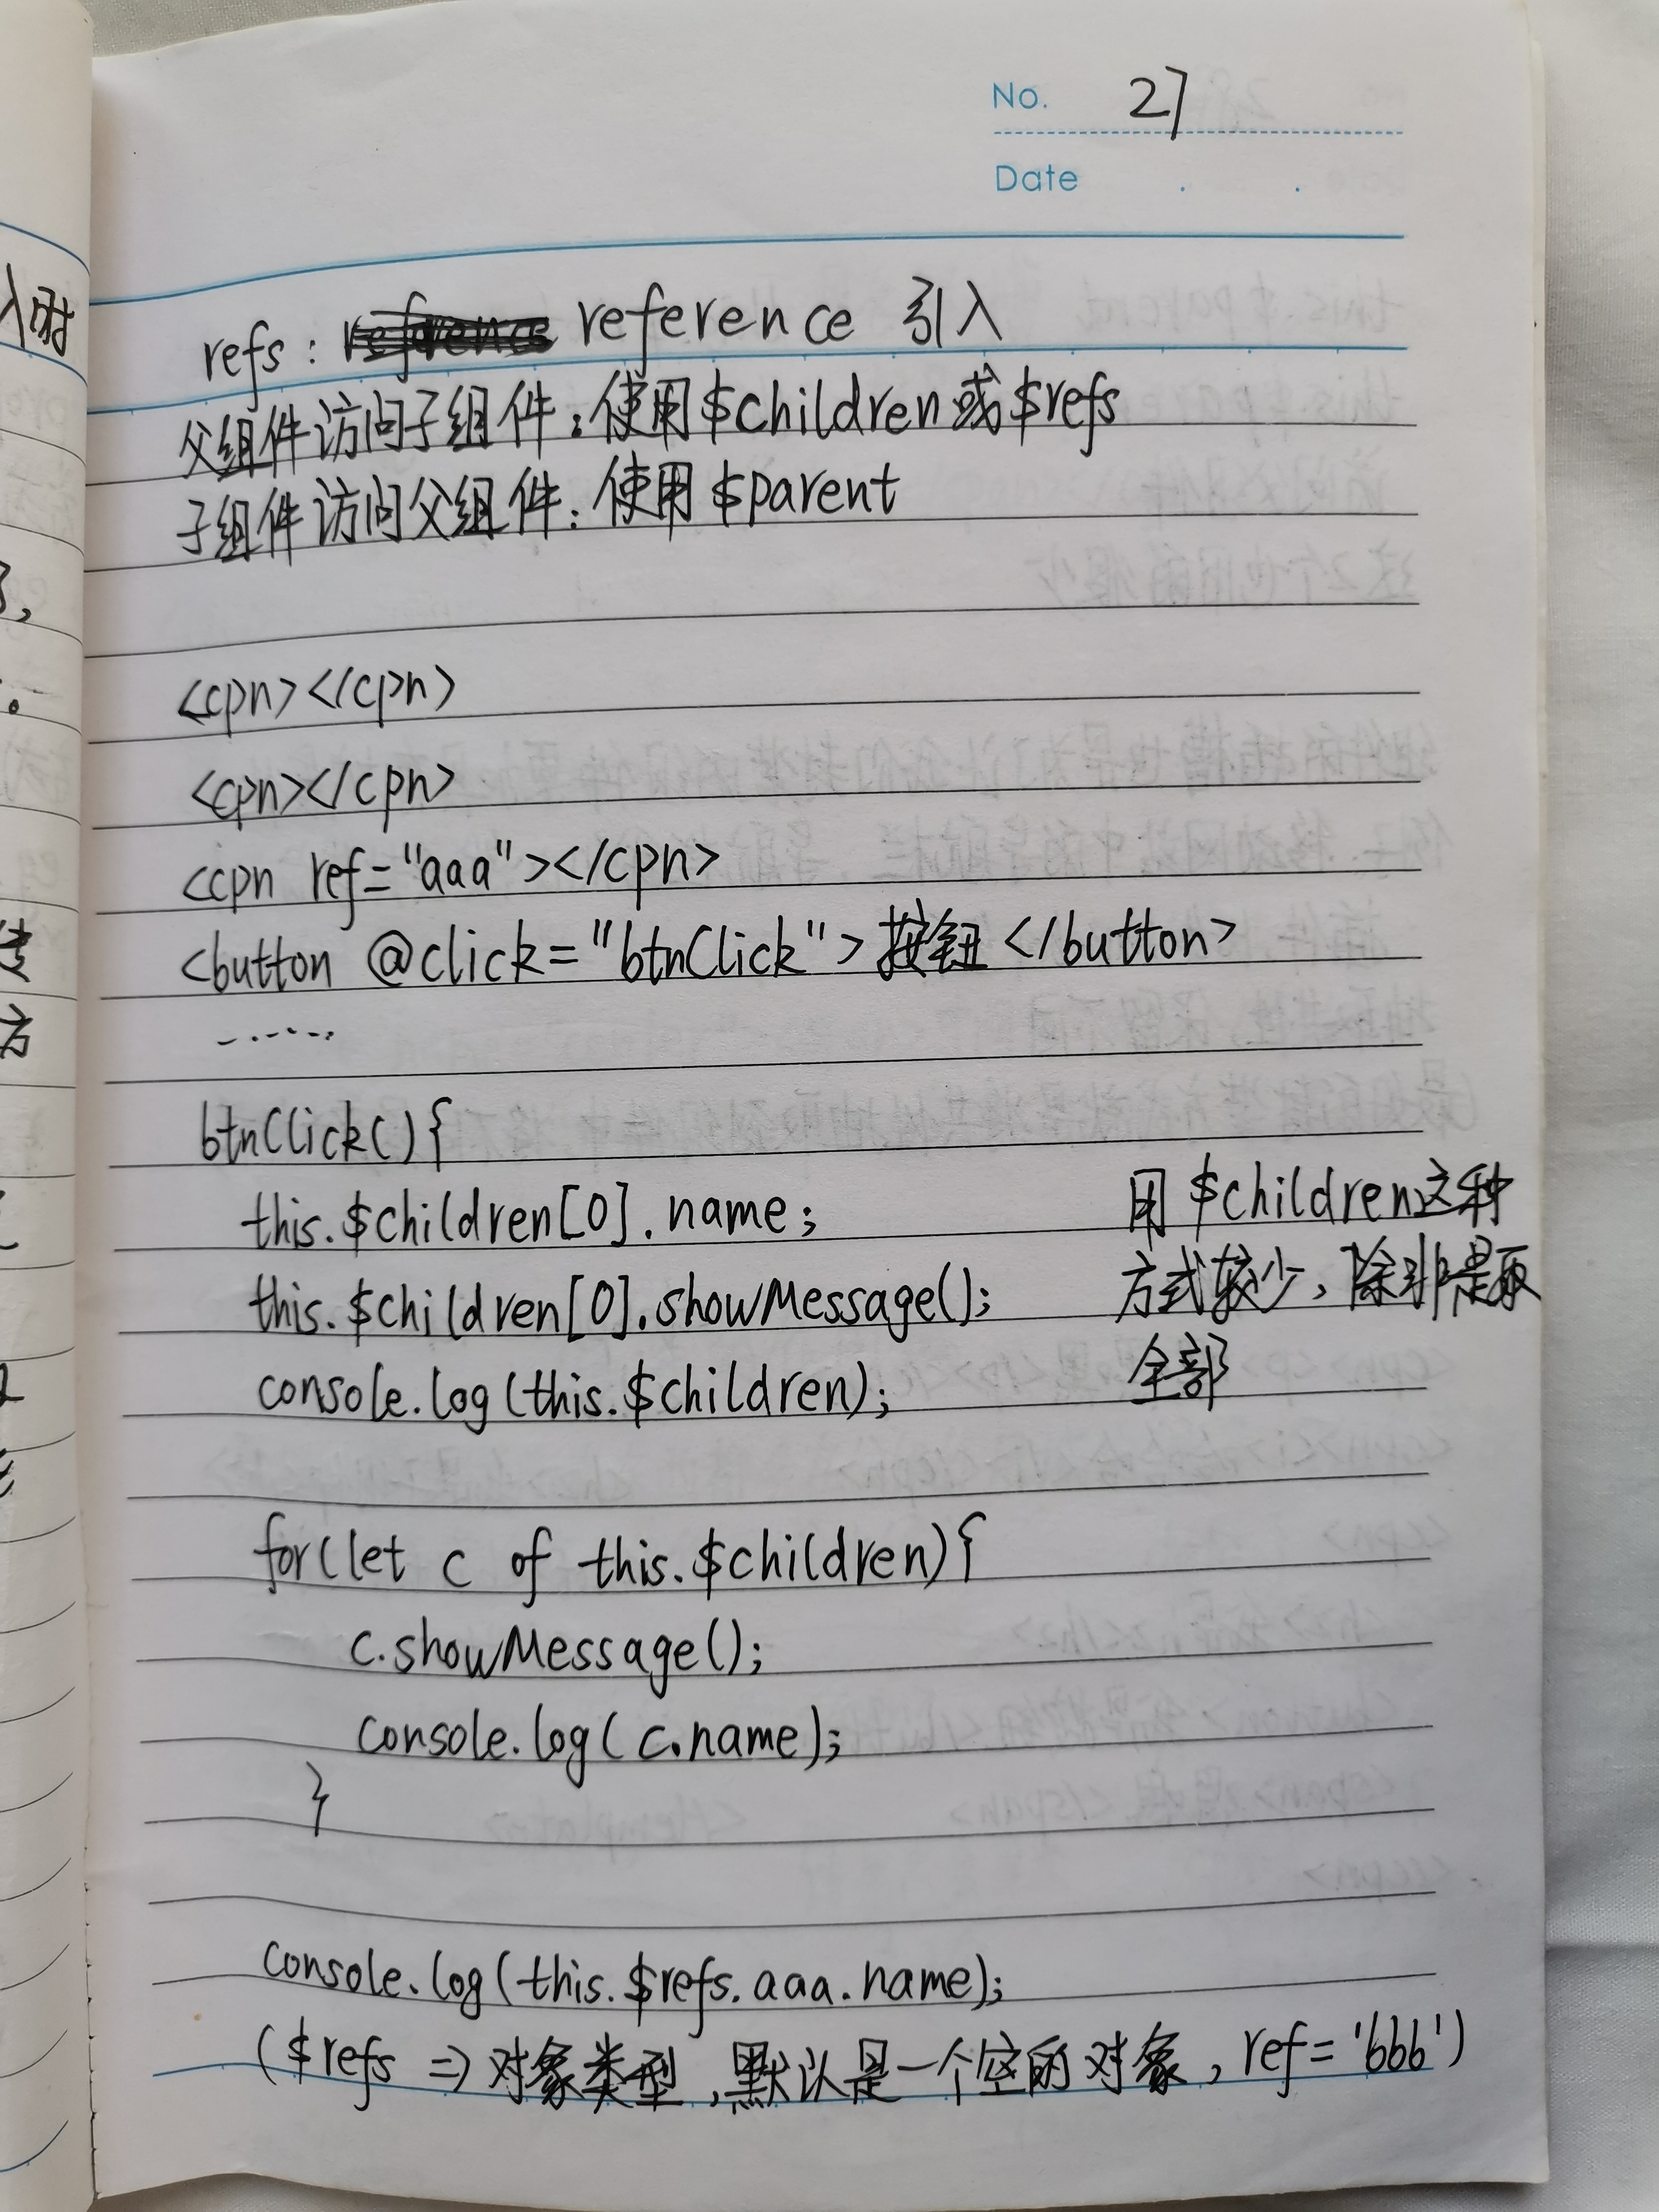 No. 27
Date . .
refs: reference 引入
父组件访问子组件:使用$children或$refs
子组件访问父组件:使用$parent
<cpn></cpn>
<cpn></cpn>
<cpn ref="aaa"></cpn>
<button @click="btnClick">按钮</button>
......
btnClick(){
this.$children[0].name;
this.$children[0].showMessage();
console.log(this.$children);
用$children这种
方式较少,除非是取
全部
for(let c of this.$children){
c.showMessage();
console.log(c.name);
}
console.log(this.$refs.aaa.name);
($refs => 对象类型,默认是一个空的对象,ref='bbb')